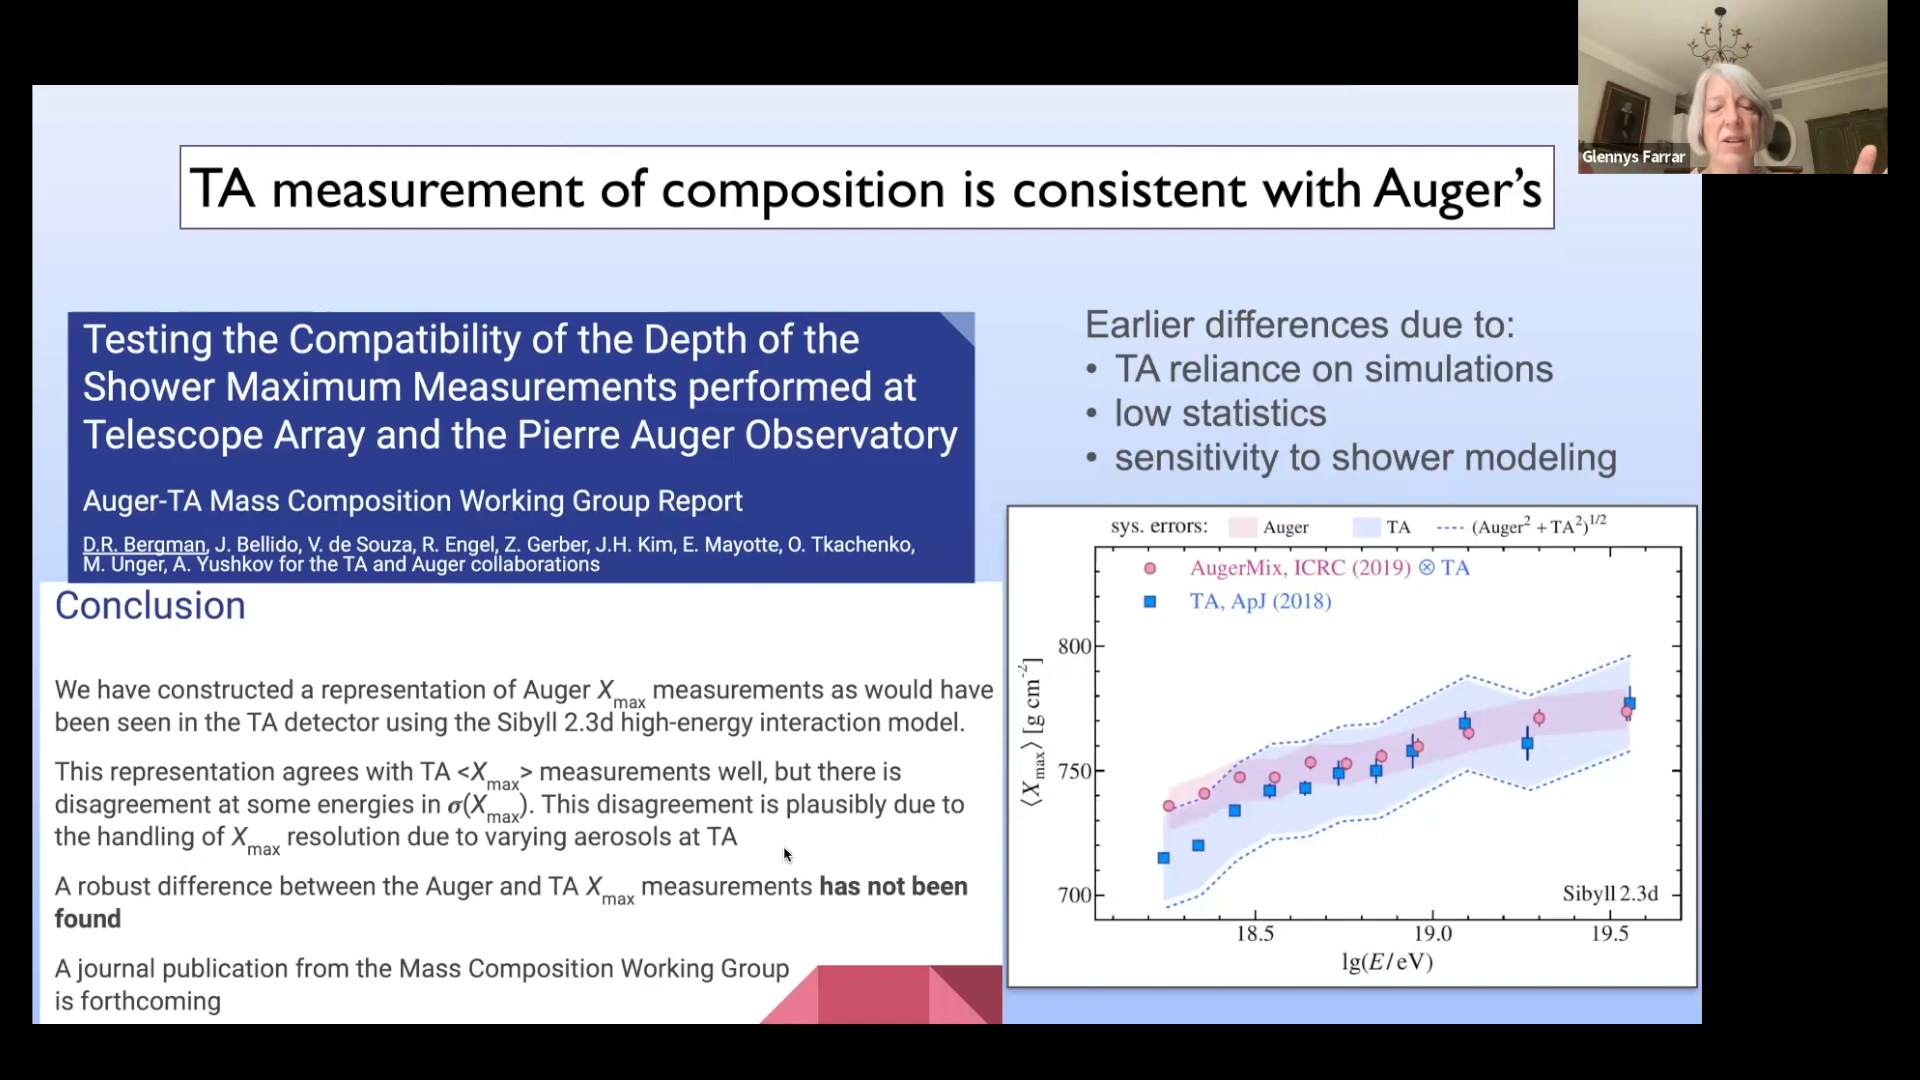 Glennys Farrar
TA measurement of composition is consistent with Auger's
Testing the Compatibility of the Depth of the
Shower Maximum Measurements performed at
Telescope Array and the Pierre Auger Observatory
Auger-TA Mass Composition Working Group Report
D.R. Bergman, J. Bellido, V. de Souza, R. Engel, Z. Gerber, J.H. Kim, E. Mayotte, O. Tkachenko,
M. Unger, A. Yushkov for the TA and Auger collaborations
Conclusion
We have constructed a representation of Auger Xmax measurements as would have
been seen in the TA detector using the Sibyll 2.3d high-energy interaction model.
This representation agrees with TA <Xmax> measurements well, but there is
disagreement at some energies in σ(Xmax). This disagreement is plausibly due to
the handling of Xmax resolution due to varying aerosols at TA
A robust difference between the Auger and TA Xmax measurements has not been
found
A journal publication from the Mass Composition Working Group
is forthcoming
Earlier differences due to:
• TA reliance on simulations
• low statistics
• sensitivity to shower modeling
sys. errors: Auger TA (Auger² + TA²)^1/2
AugerMix, ICRC (2019) ⊗ TA
TA, ApJ (2018)
800
750
700
⟨Xmax⟩ [g cm⁻²]
Sibyll 2.3d
18.5 19.0 19.5
lg(E/eV)